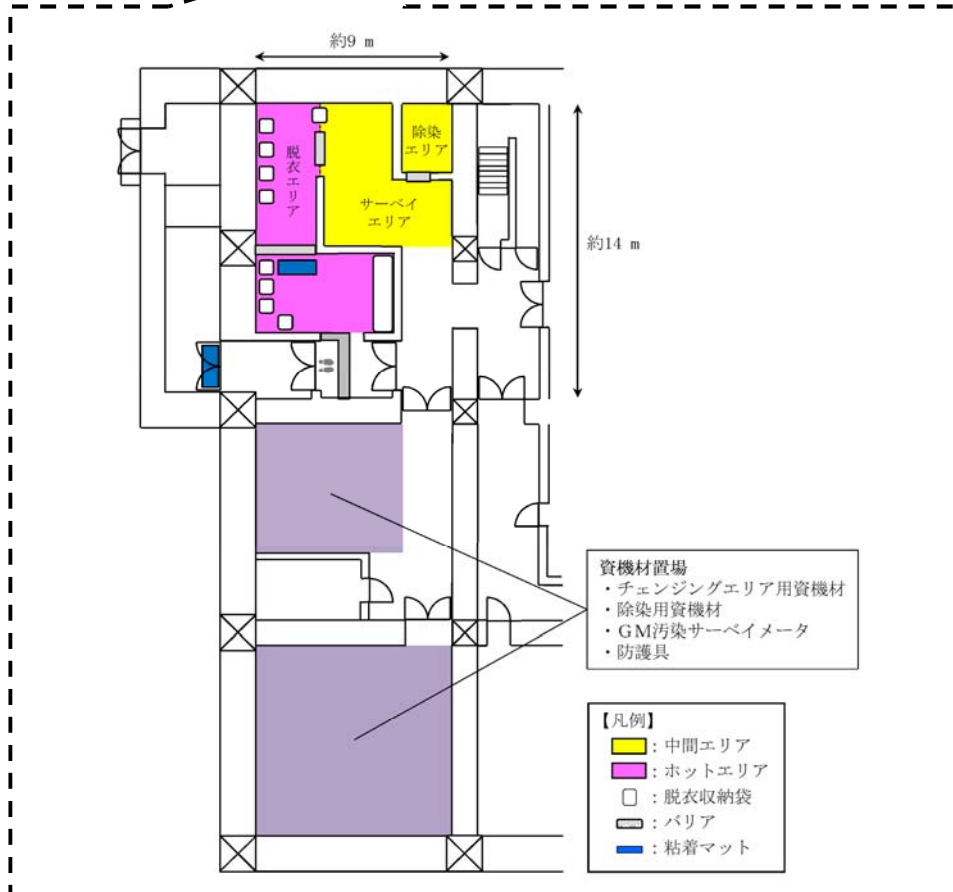 約9 m
除染
エリア
脱衣エリア
サーベイ
エリア
約14 m
資機材置場
・チェンジングエリア用資機材
・除染用資機材
・ＧＭ汚染サーベイメータ
・防護具
【凡例】
：中間エリア
：ホットエリア
：脱衣収納袋
：バリア
：粘着マット